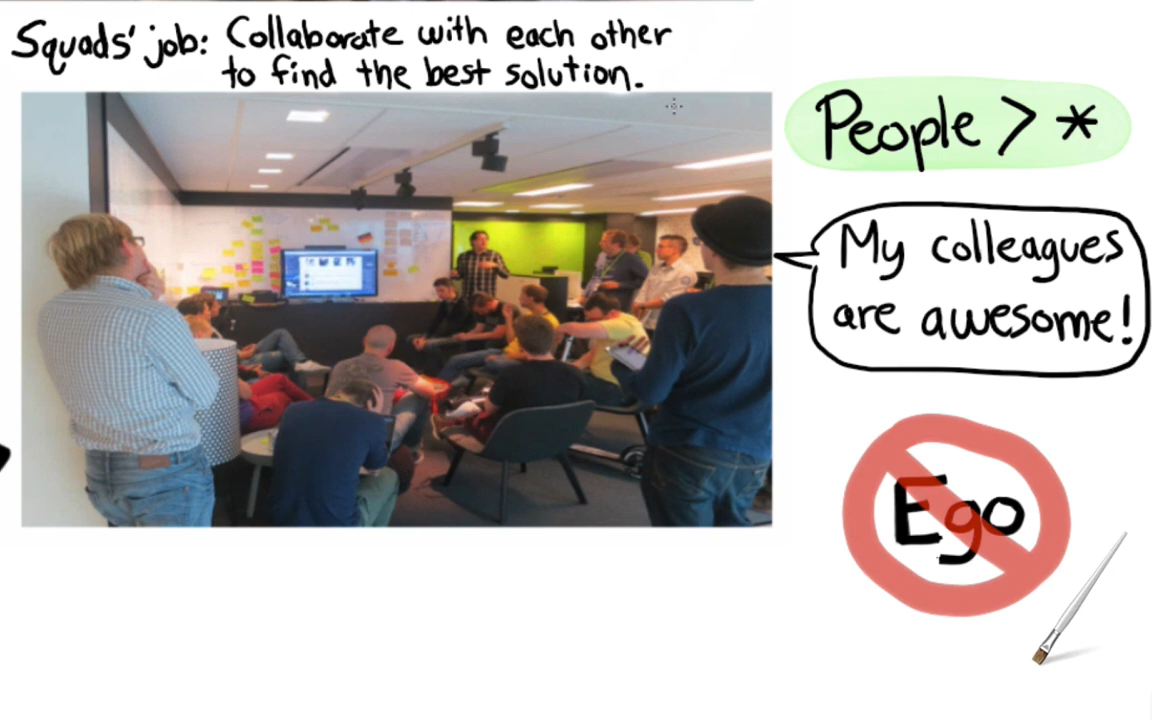 Squads' job: Collaborate with each other
to find the best solution.
People > *
My colleagues
are awesome!
Ego